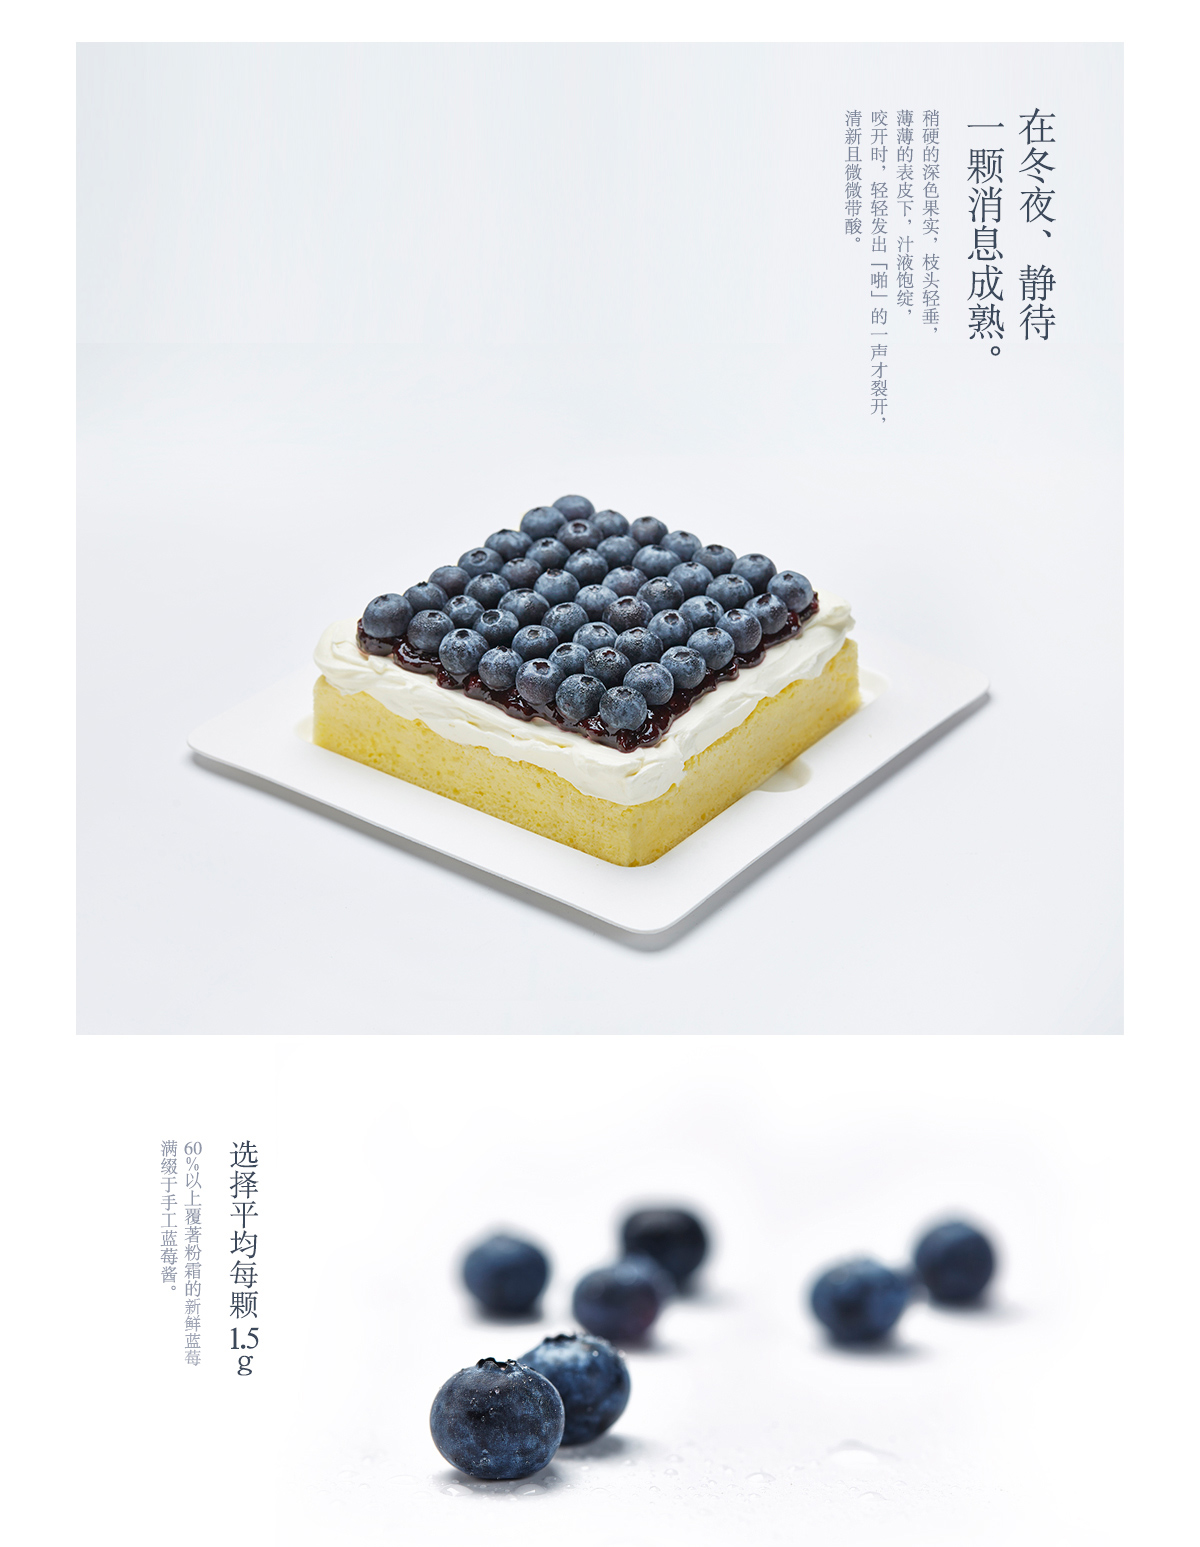 在冬夜、静待
一颗消息成熟。
稍硬的深色果实，枝头轻垂，
薄薄的表皮下，汁液饱绽，
咬开时，轻轻发出「啪」的一声才裂开，
清新且微微带酸。
选择平均每颗1.5g
60%以上覆著粉霜的新鲜蓝莓
满缀于手工蓝莓酱。